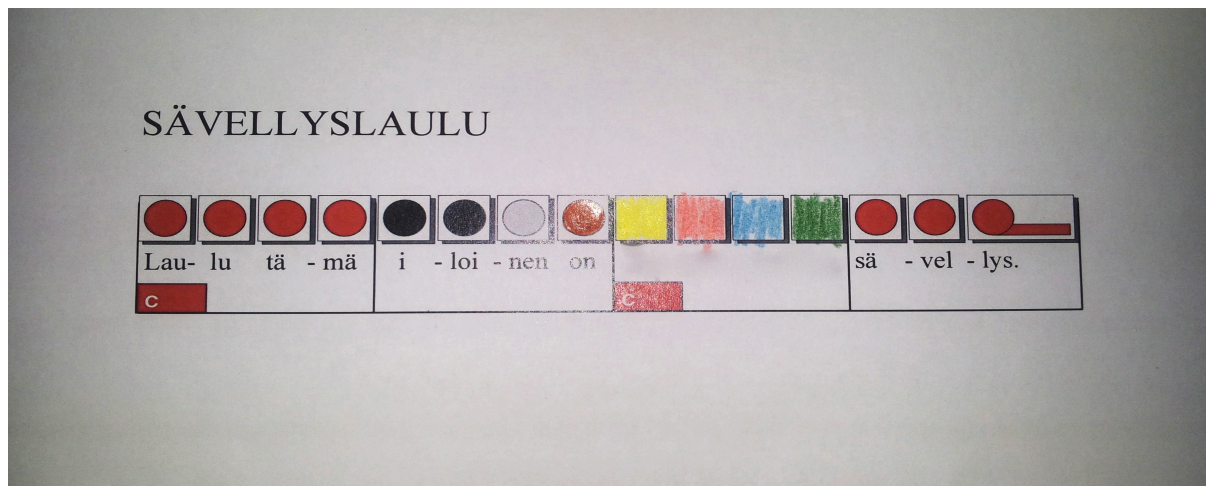 SÄVELLYSLAULU
Lau- lu tä - mä i - loi - nen on sä - vel - lys.
C C